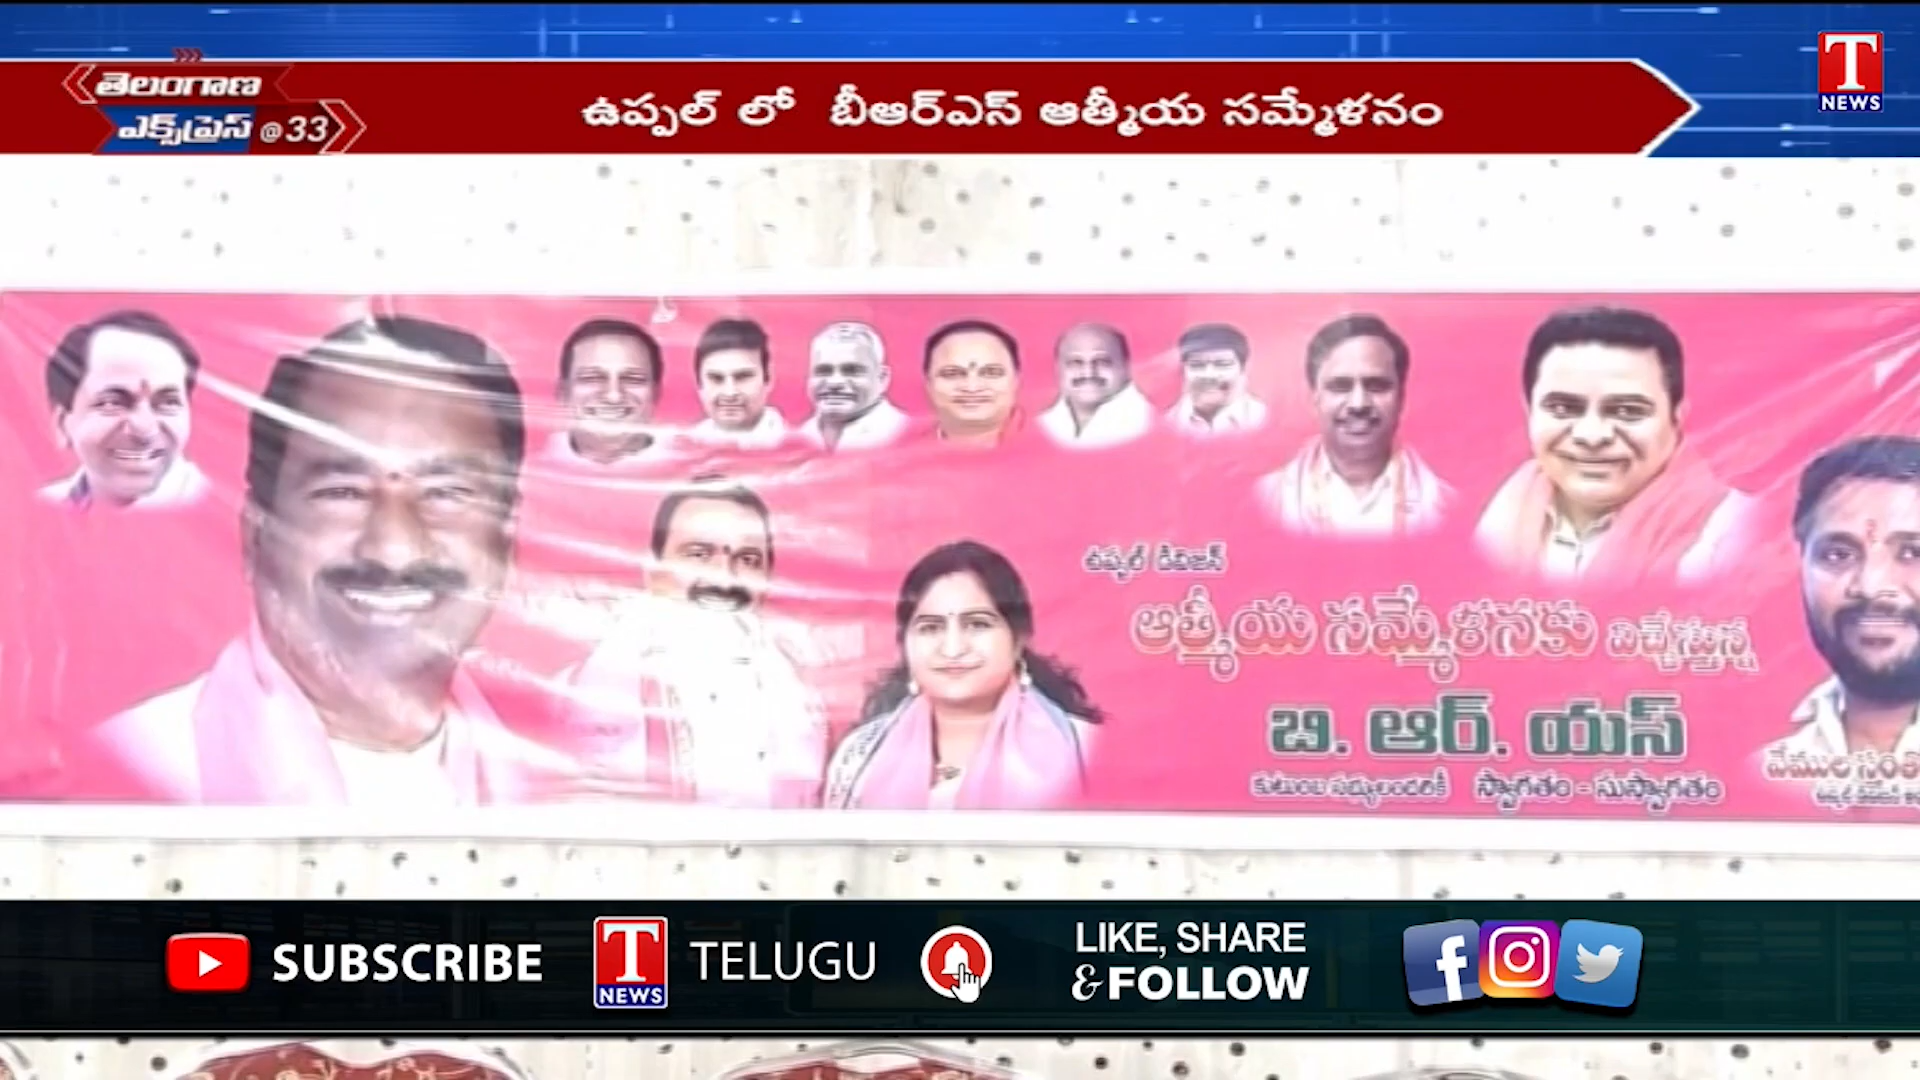 తెలంగాణ
ఎక్స్‌ప్రెస్ @ 33
ఉప్పల్ లో బీఆర్ఎస్ ఆత్మీయ సమ్మేళనం
T
NEWS
ఉప్పల్ డివిజన్
ఆత్మీయ సమ్మేళనకు విచ్చేస్తున్న
బి. ఆర్. యస్
కుటుంబ సభ్యులందరికీ స్వాగతం - సుస్వాగతం
వేముల
SUBSCRIBE
T
NEWS
TELUGU
LIKE, SHARE
& FOLLOW